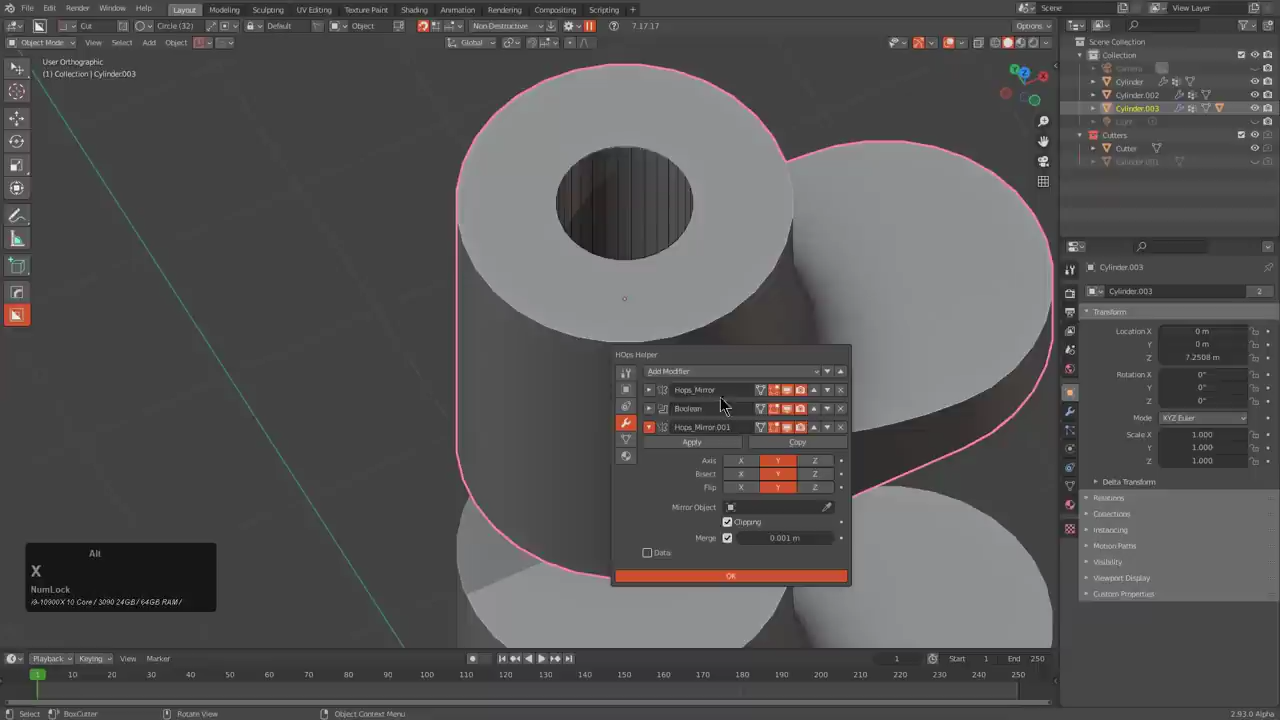 File Edit Render Window Help Layout Modeling Sculpting UV Editing Texture Paint Shading Animation Rendering Compositing Scripting Scene View Layer
Cut Circle (32) Default Object Non Destructive 7.17.17 Options
Object Mode View Select Add Object Global
User Orthographic
(1) Collection | Cylinder.003
Scene Collection
Collection
Camera
Cylinder
Cylinder.002
Cylinder.003
Light
Cutters
Cutter
Cylinder.001
Cylinder.003
Cylinder.003 2
Transform
Location X 0 m
Y 0 m
Z 7.2508 m
Rotation X 0°
Y 0°
Z 0°
Mode XYZ Euler
Scale X 1.000
Y 1.000
Z 1.000
Delta Transform
Relations
Collections
Instancing
Motion Paths
Visibility
Viewport Display
Custom Properties
HOps Helper
Add Modifier
Hops_Mirror
Boolean
Hops_Mirror.001
Apply Copy
Axis X Y Z
Bisect X Y Z
Flip X Y Z
Mirror Object
Clipping
Merge 0.001 m
Data
OK
Alt
X
NumLock
i9-10900X 10 Core / 3090 24GB / 64GB RAM /
Playback Keying View Marker 1 Start 1 End 250
1 10 20 30 40 50 60 70 80 90 100 110 120 130 140 150 160 170 180 190 200 210 220 230 240 250
Select BoxCutter Rotate View Object Context Menu 2.93.0 Alpha